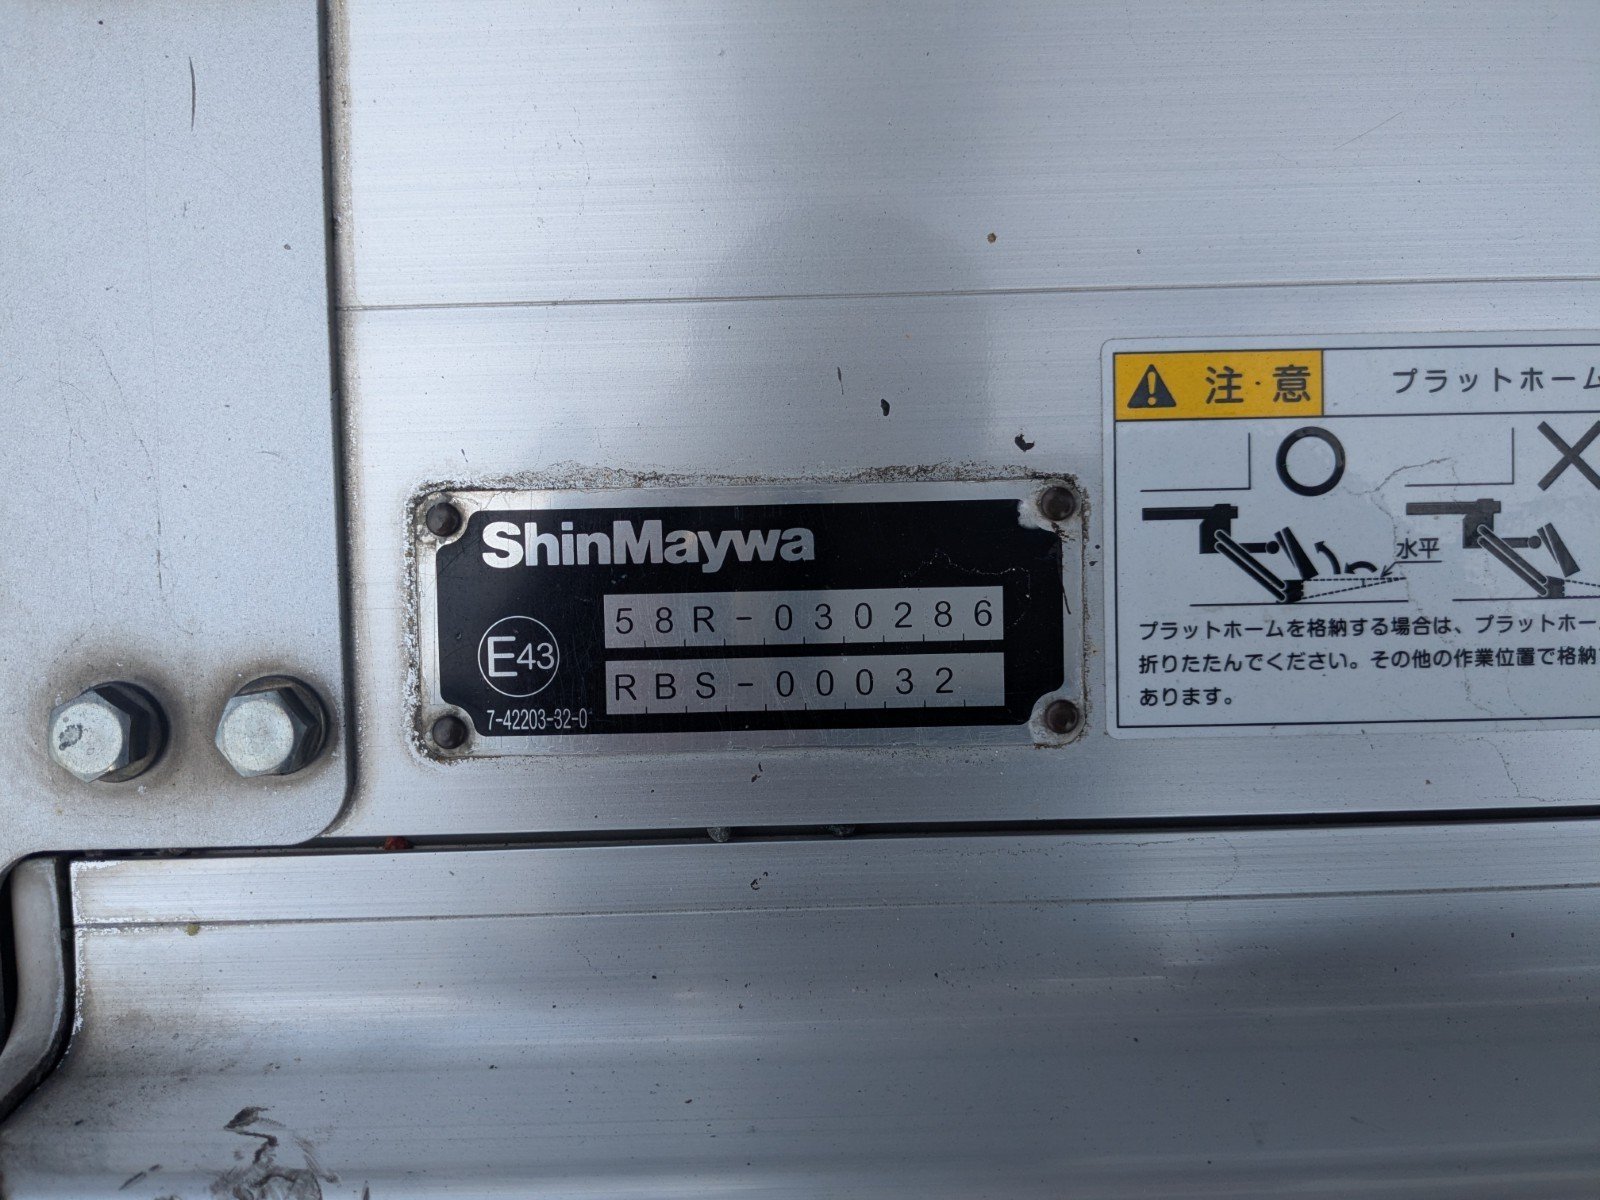 ShinMaywa
58R-030286
E43
RBS-00032
7-42203-32-0
注意
プラットホーム
水平
プラットホームを格納する場合は、プラットホー
折りたたんでください。その他の作業位置で格納
あります。